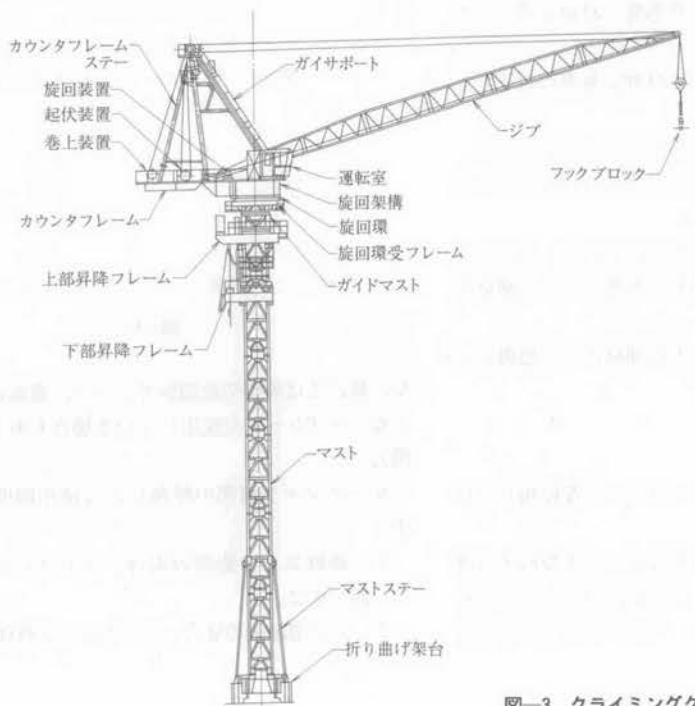 カウンタフレーム
ステー
旋回装置
起伏装置
巻上装置
カウンタフレーム
上部昇降フレーム
下部昇降フレーム
ガイサポート
ジブ
フックブロック
運転室
旋回架構
旋回環
旋回環受フレーム
ガイドマスト
マスト
マストステー
折り曲げ架台
図―3 クライミングク